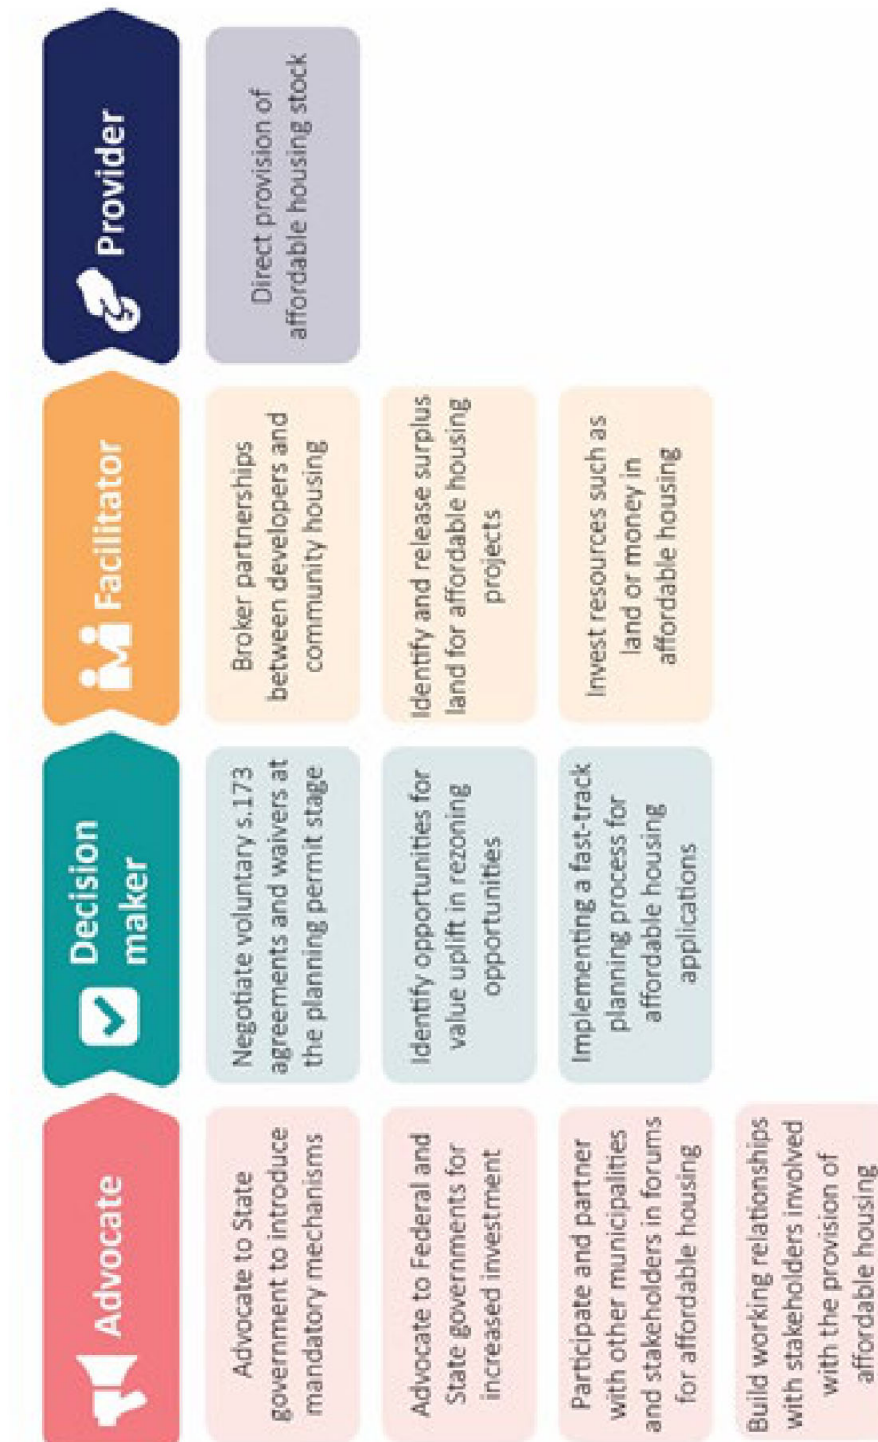 Advocate
Advocate to State
government to introduce
mandatory mechanisms
Advocate to Federal and
State governments for
increased investment
Participate and partner
with other municipalities
and stakeholders in forums
for affordable housing
Build working relationships
with stakeholders involved
with the provision of
affordable housing
Decision
maker
Negotiate voluntary s.173
agreements and waivers at
the planning permit stage
Identify opportunities for
value uplift in rezoning
opportunities
Implementing a fast-track
planning process for
affordable housing
applications
Facilitator
Broker partnerships
between developers and
community housing
Identify and release surplus
land for affordable housing
projects
Invest resources such as
land or money in
affordable housing
Provider
Direct provision of
affordable housing stock